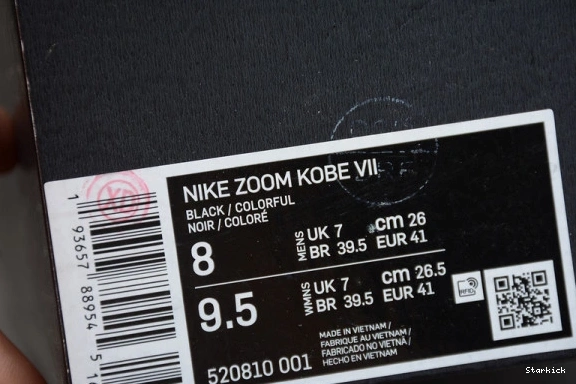 NIKE ZOOM KOBE VII
BLACK / COLORFUL
NOIR / COLORÉ
8
MENS
UK 7
cm 26
BR 39.5
EUR 41
9.5
WMNS
UK 7
cm 26.5
BR 39.5
EUR 41
RFID
MADE IN VIETNAM /
FABRIQUE AU VIETNAM /
FABRICADO NO VIETNÃ /
HECHO EN VIETNAM
520810 001
1 93657 88954 5
Starkick